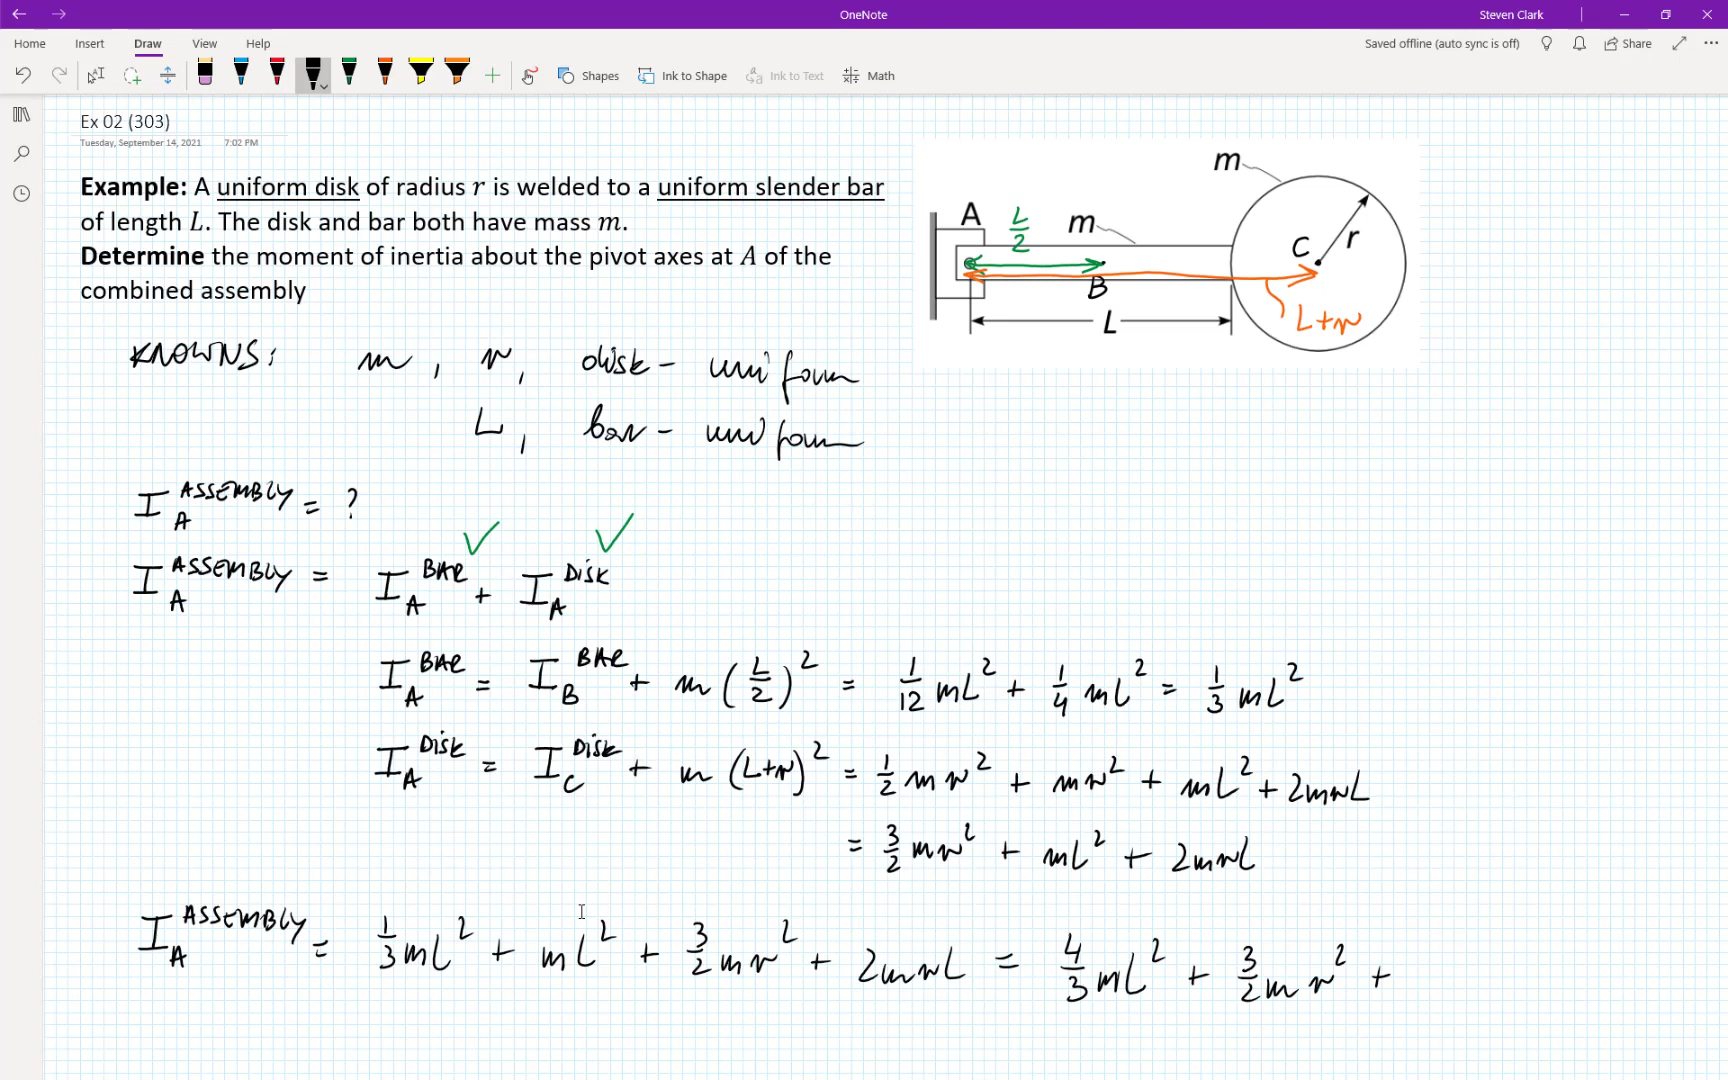 OneNote
Steven Clark
Home Insert Draw View Help
Saved offline (auto sync is off) Share
Shapes Ink to Shape Ink to Text Math
Ex 02 (303)
Tuesday, September 14, 2021 7:02 PM
Example: A uniform disk of radius r is welded to a uniform slender bar
of length L. The disk and bar both have mass m.
Determine the moment of inertia about the pivot axes at A of the
combined assembly
m
A L/2 m
C r
B
L
L+r
KNOWNS: m, r, disk - uniform
L, bar - uniform
I_A^ASSEMBLY = ?
✓ ✓
I_A^ASSEMBLY = I_A^BAR + I_A^DISK
I_A^BAR = I_B^BAR + m(L/2)^2 = 1/12 mL^2 + 1/4 mL^2 = 1/3 mL^2
I_A^DISK = I_C^DISK + m(L+r)^2 = 1/2 mr^2 + mr^2 + mL^2 + 2mrL
= 3/2 mr^2 + mL^2 + 2mrL
I_A^ASSEMBLY = 1/3 mL^2 + mL^2 + 3/2 mr^2 + 2mrL = 4/3 mL^2 + 3/2 mr^2 +